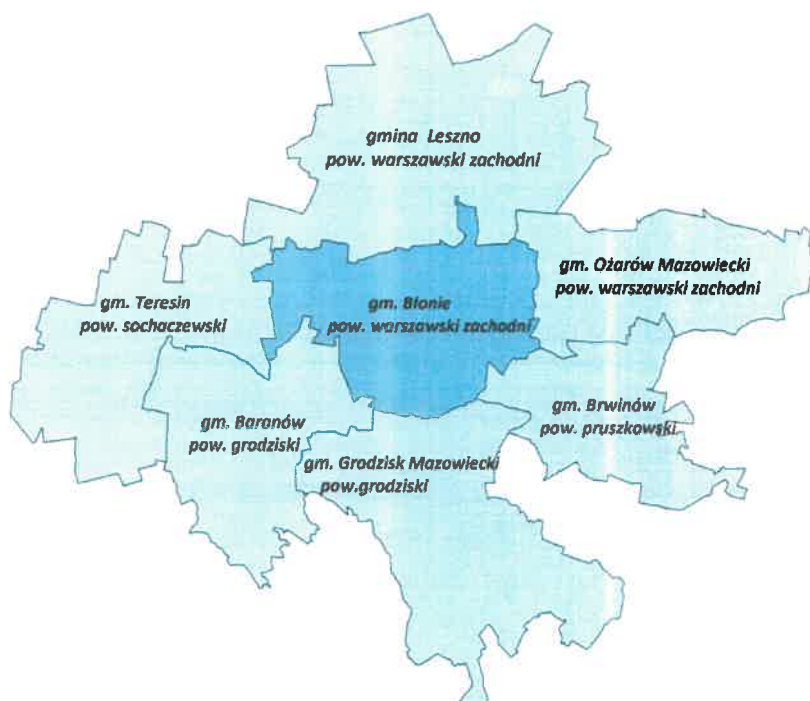 gmina Leszno
pow. warszawski zachodni
gm. Ożarów Mazowiecki
pow. warszawski zachodni
gm. Teresin
pow. sochaczewski
gm. Błonie
pow. warszawski zachodni
gm. Baranów
pow. grodziski
gm. Brwinów
pow. pruszkowski
gm. Grodzisk Mazowiecki
pow.grodziski